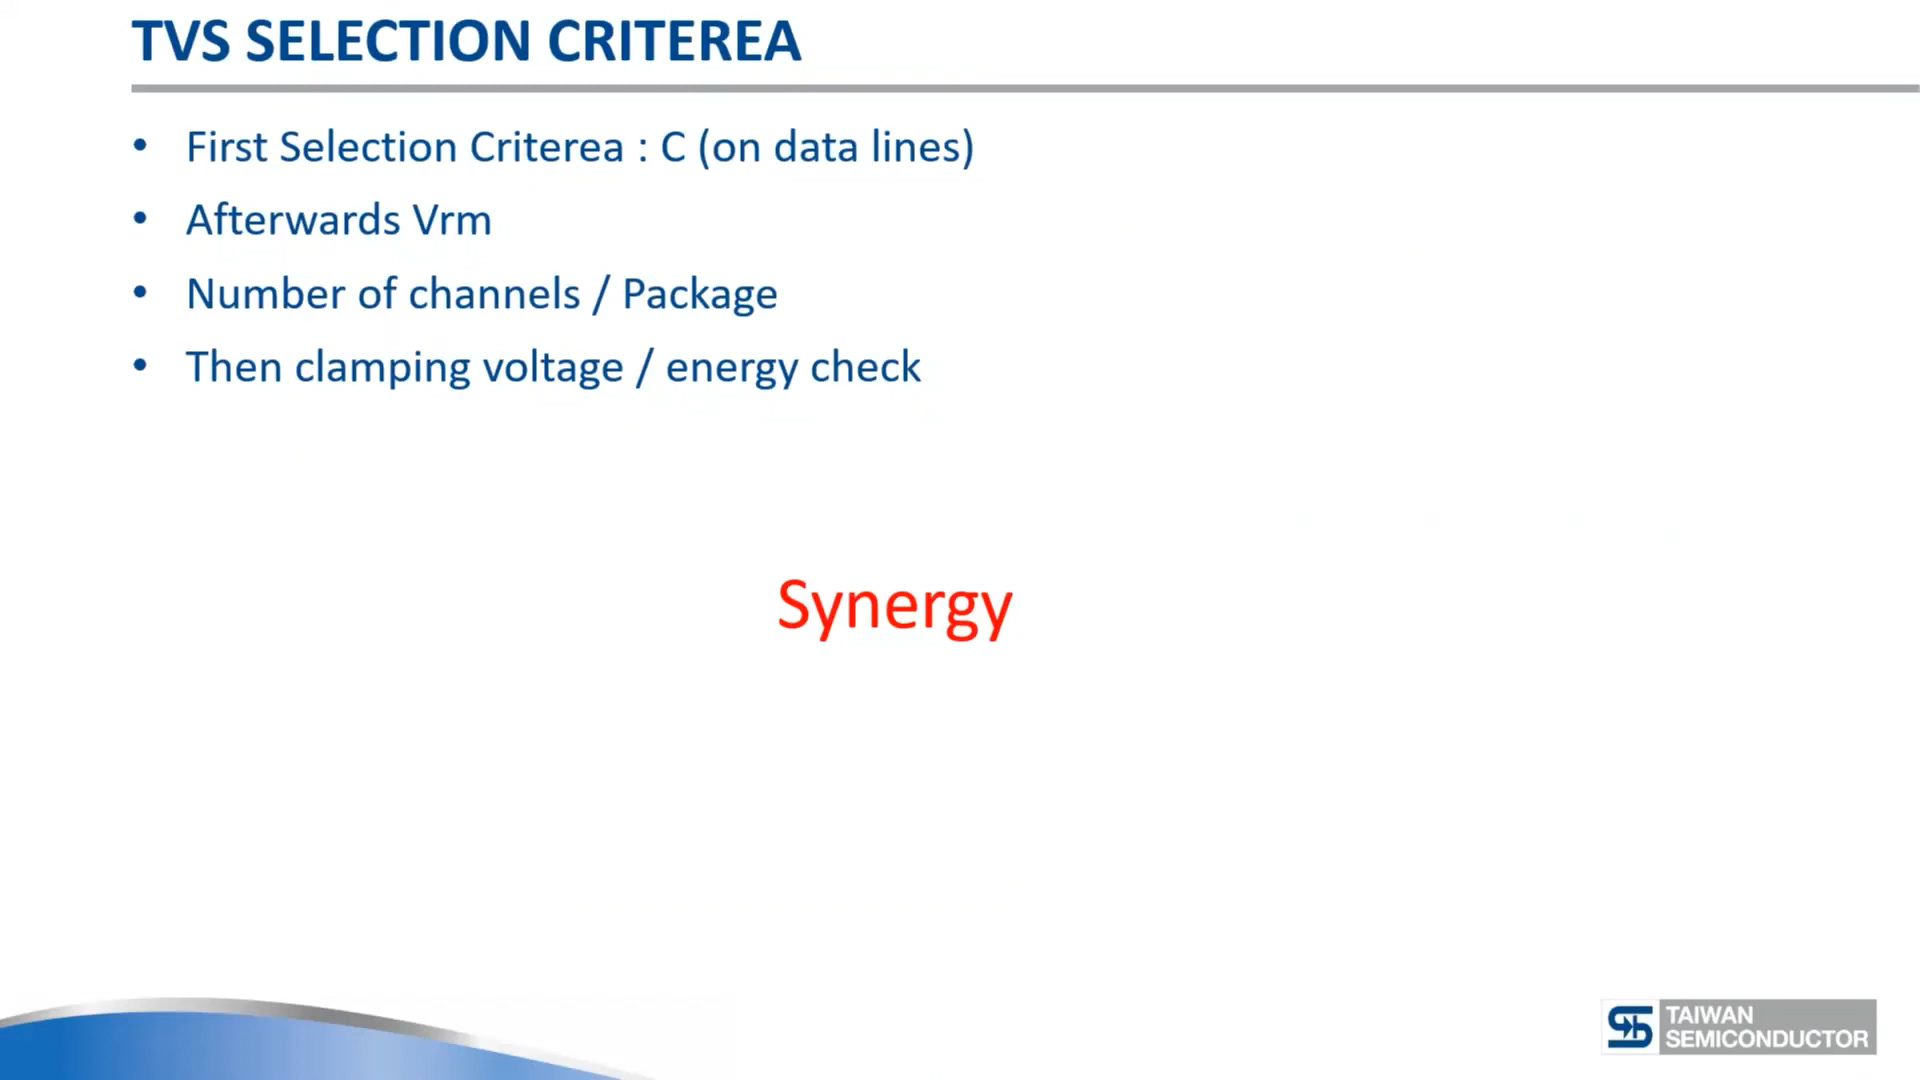 TVS SELECTION CRITEREA
• First Selection Criterea : C (on data lines)
• Afterwards Vrm
• Number of channels / Package
• Then clamping voltage / energy check
Synergy
TAIWAN
SEMICONDUCTOR